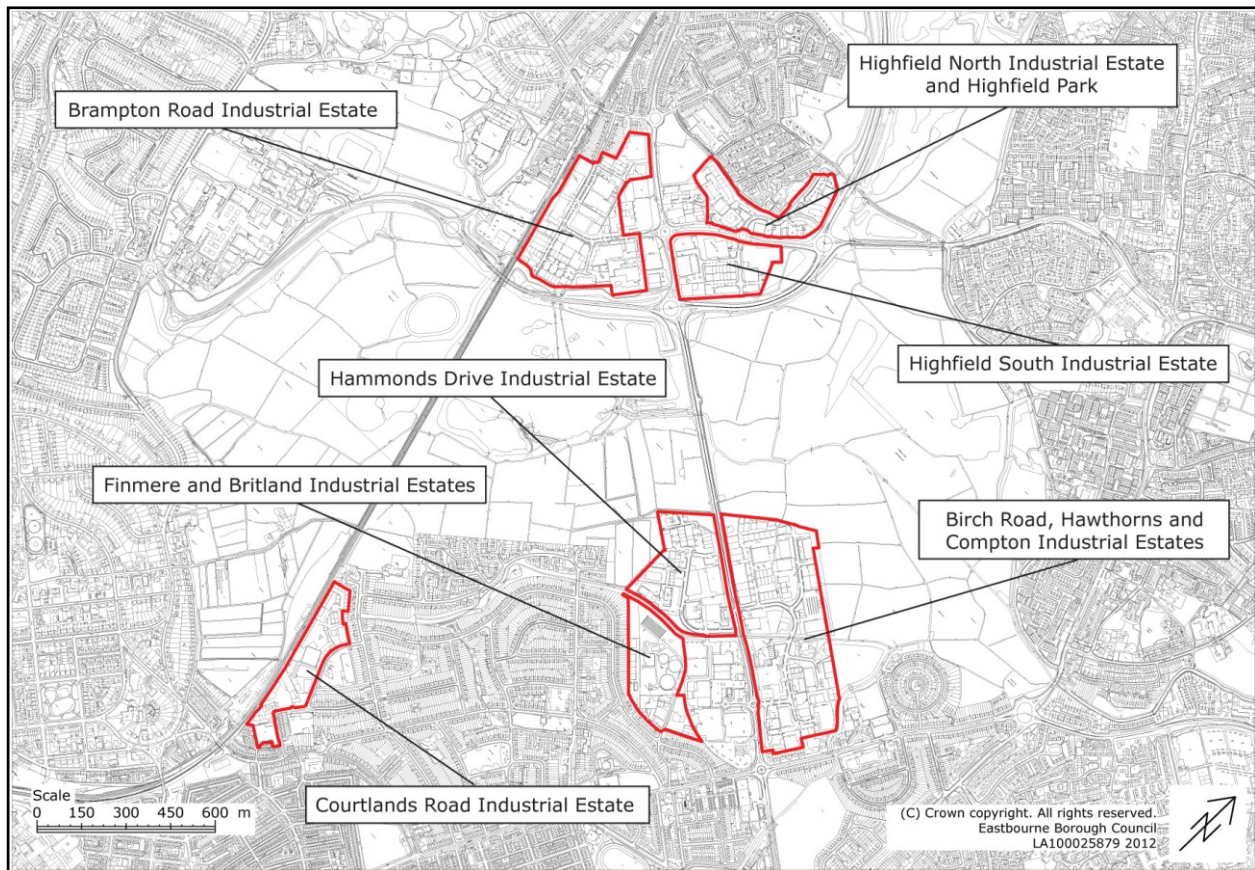 Highfield North Industrial Estate
and Highfield Park
Brampton Road Industrial Estate
Highfield South Industrial Estate
Hammonds Drive Industrial Estate
Finmere and Britland Industrial Estates
Birch Road, Hawthorns and
Compton Industrial Estates
Courtlands Road Industrial Estate
Scale
0 150 300 450 600 m
(C) Crown copyright. All rights reserved.
Eastbourne Borough Council
LA100025879 2012
N